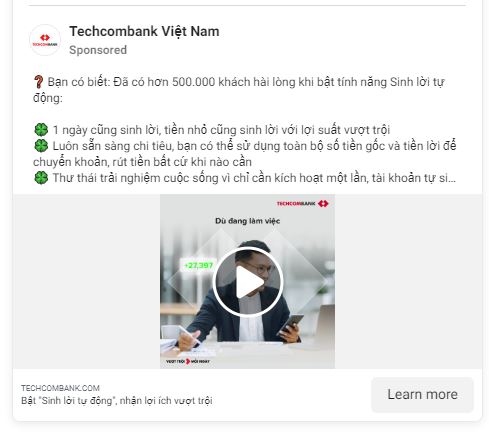 Techcombank Việt Nam
TECHCOMBANK
Sponsored
❓ Bạn có biết: Đã có hơn 500.000 khách hài lòng khi bật tính năng Sinh lời tự
động:
🍀 1 ngày cũng sinh lời, tiền nhỏ cũng sinh lời với lợi suất vượt trội
🍀 Luôn sẵn sàng chi tiêu, bạn có thể sử dụng toàn bộ số tiền gốc và tiền lời để
chuyển khoản, rút tiền bất cứ khi nào cần
🍀 Thư thái trải nghiệm cuộc sống vì chỉ cần kích hoạt một lần, tài khoản tự si...
TECHCOMBANK
Dù đang làm việc
+27,397
VƯỢT TRỘI MỖI NGÀY
TECHCOMBANK.COM
Bật "Sinh lời tự động", nhận lợi ích vượt trội
Learn more